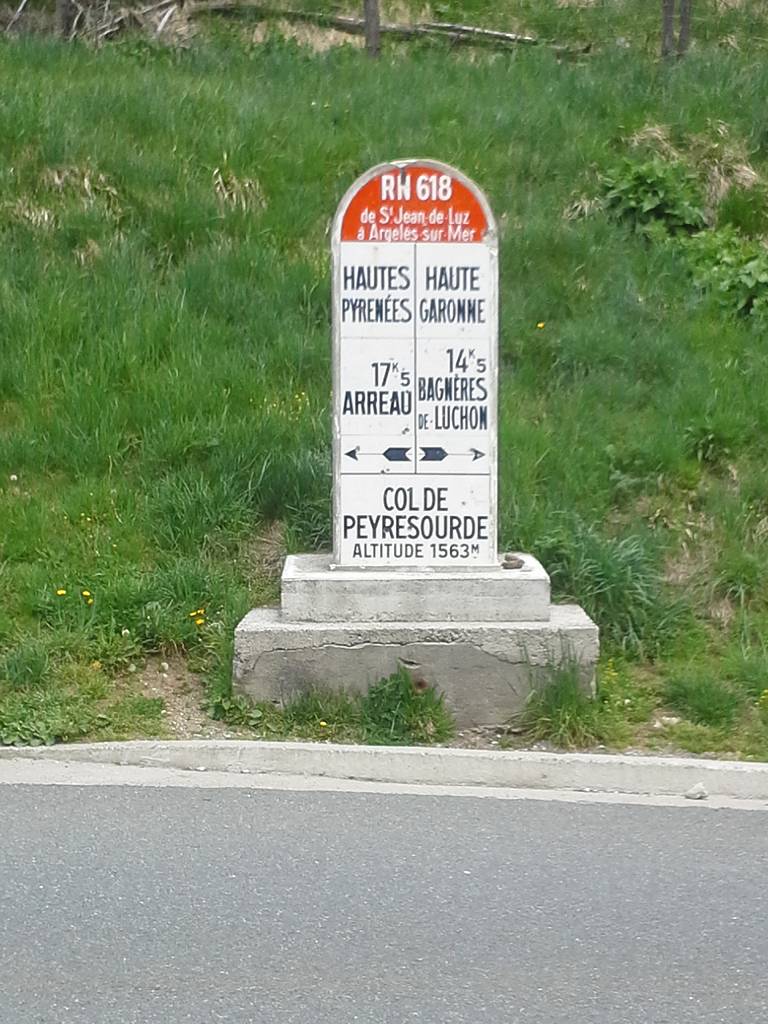 RN 618
de St Jean-de-Luz
à Argelès-sur-Mer
HAUTES
PYRENÉES
HAUTE
GARONNE
17K5
ARREAU
14K5
BAGNÈRES
DE-LUCHON
COL DE
PEYRESOURDE
ALTITUDE 1563M